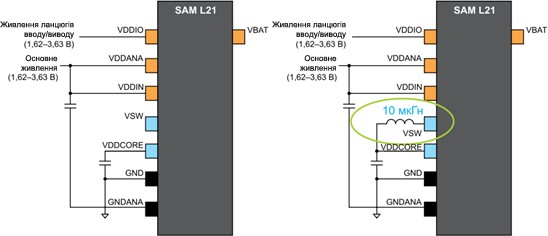 SAM L21
Живлення ланцюгів
вводу/виводу
(1,62–3,63 В)
VDDIO
VBAT
Основне
живлення
(1,62–3,63 В)
VDDANA
VDDIN
VSW
VDDCORE
GND
GNDANA
SAM L21
Живлення ланцюгів
вводу/виводу
(1,62–3,63 В)
VDDIO
VBAT
Основне
живлення
(1,62–3,63 В)
VDDANA
VDDIN
10 мкГн
VSW
VDDCORE
GND
GNDANA